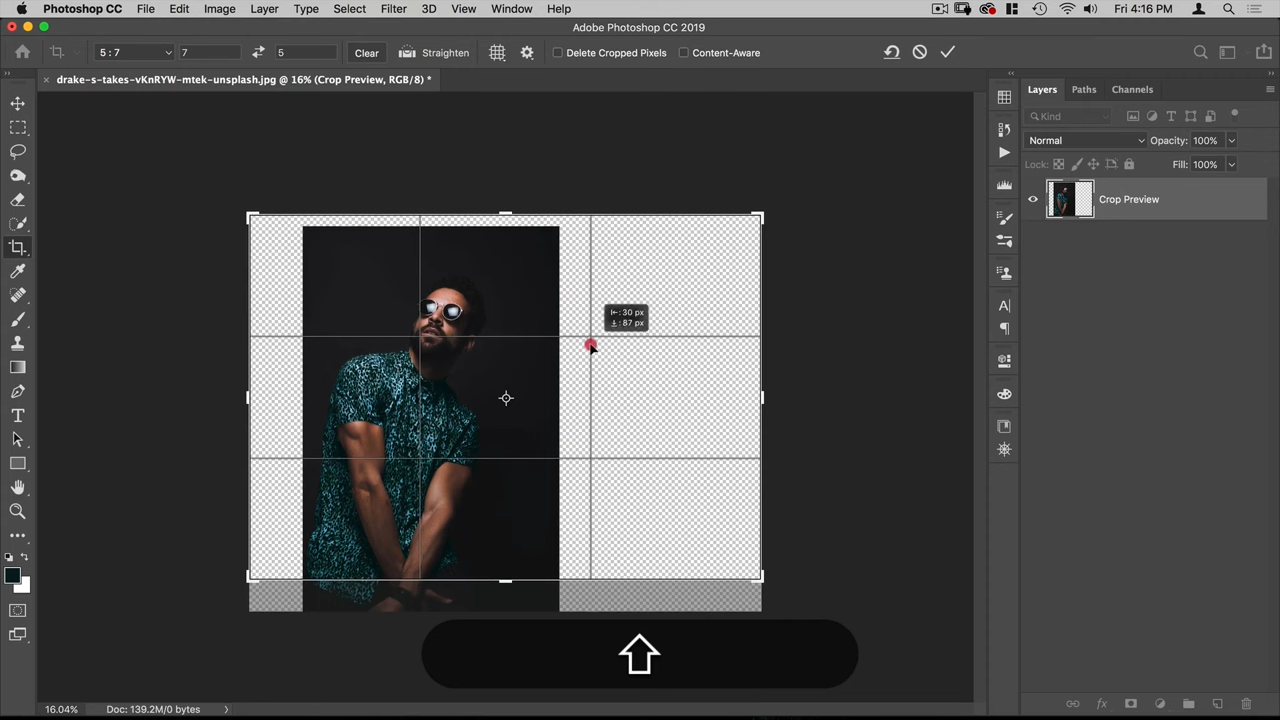 Photoshop CC File Edit Image Layer Type Select Filter 3D View Window Help Fri 4:16 PM
Adobe Photoshop CC 2019
5 : 7 7 5 Clear Straighten Delete Cropped Pixels Content-Aware
× drake-s-takes-vKnRYW-mtek-unsplash.jpg @ 16% (Crop Preview, RGB/8) *
Layers Paths Channels
Kind
Normal Opacity: 100%
Lock: Fill: 100%
Crop Preview
: 30 px
: 87 px
16.04% Doc: 139.2M/0 bytes